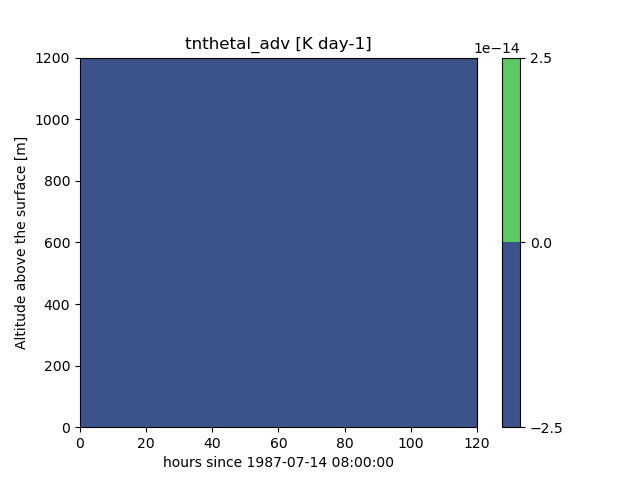 tnthetal_adv [K day-1]
1e−14
1200
1000
800
600
400
200
0
Altitude above the surface [m]
0 20 40 60 80 100 120
hours since 1987-07-14 08:00:00
2.5
0.0
−2.5